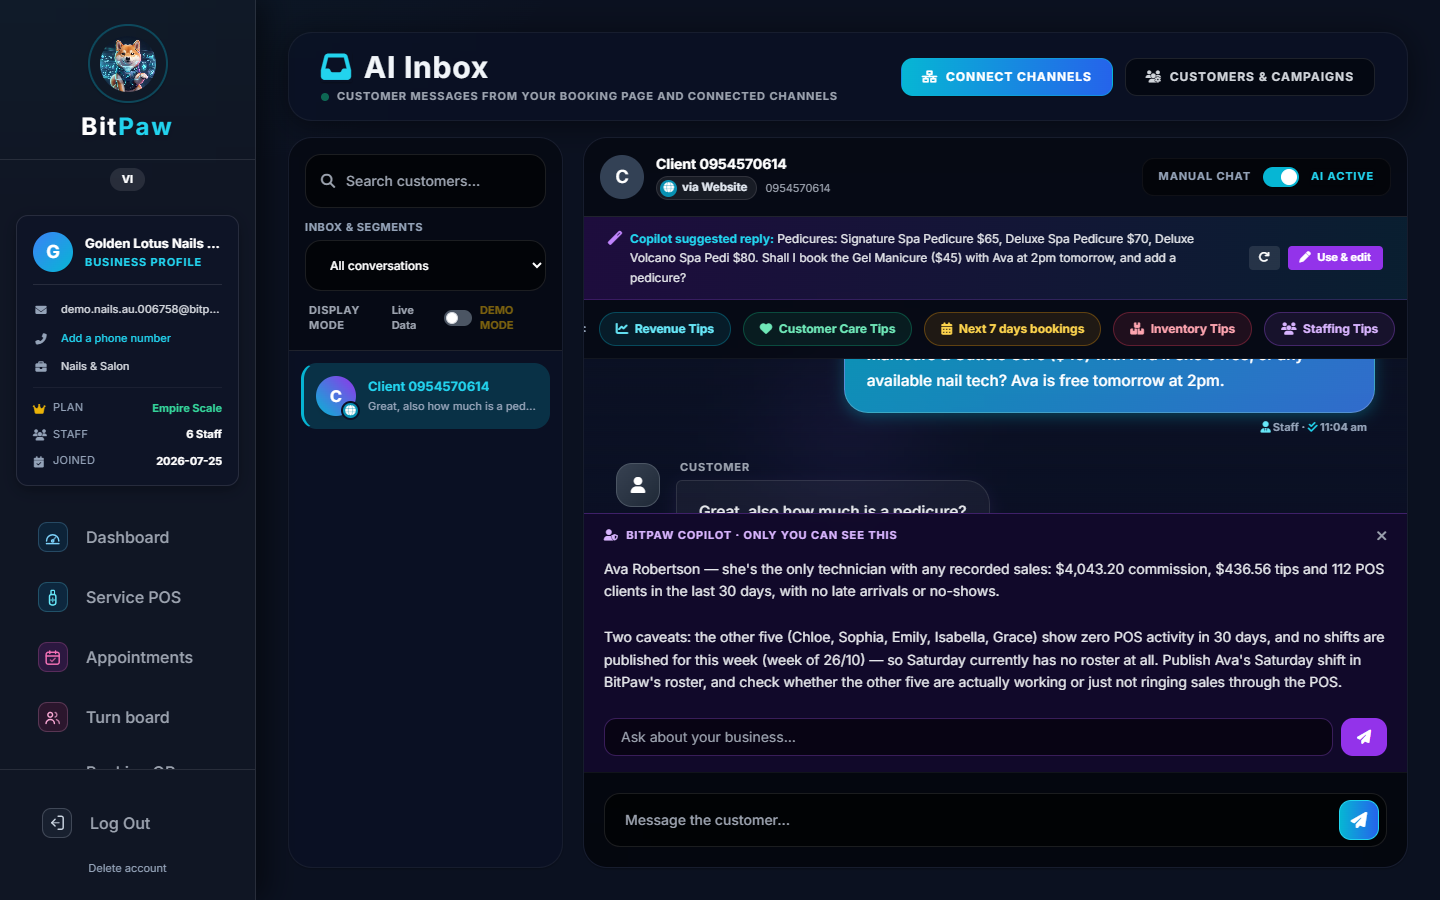 BitPaw
VI
G
Golden Lotus Nails ...
BUSINESS PROFILE
demo.nails.au.006758@bitp...
Add a phone number
Nails & Salon
PLAN
Empire Scale
STAFF
6 Staff
JOINED
2026-07-25
Dashboard
Service POS
Appointments
Turn board
Log Out
Delete account
AI Inbox
CUSTOMER MESSAGES FROM YOUR BOOKING PAGE AND CONNECTED CHANNELS
CONNECT CHANNELS
CUSTOMERS & CAMPAIGNS
Search customers...
INBOX & SEGMENTS
All conversations
DISPLAY
MODE
Live
Data
DEMO
MODE
C
Client 0954570614
Great, also how much is a ped...
C
Client 0954570614
via Website
0954570614
MANUAL CHAT
AI ACTIVE
Copilot suggested reply: Pedicures: Signature Spa Pedicure $65, Deluxe Spa Pedicure $70, Deluxe
Volcano Spa Pedi $80. Shall I book the Gel Manicure ($45) with Ava at 2pm tomorrow, and add a
pedicure?
Use & edit
:
Revenue Tips
Customer Care Tips
Next 7 days bookings
Inventory Tips
Staffing Tips
available nail tech? Ava is free tomorrow at 2pm.
Staff · 11:04 am
CUSTOMER
Great, also how much is a pedicure?
BITPAW COPILOT · ONLY YOU CAN SEE THIS
Ava Robertson — she's the only technician with any recorded sales: $4,043.20 commission, $436.56 tips and 112 POS
clients in the last 30 days, with no late arrivals or no-shows.
Two caveats: the other five (Chloe, Sophia, Emily, Isabella, Grace) show zero POS activity in 30 days, and no shifts are
published for this week (week of 26/10) — so Saturday currently has no roster at all. Publish Ava's Saturday shift in
BitPaw's roster, and check whether the other five are actually working or just not ringing sales through the POS.
Ask about your business...
Message the customer...